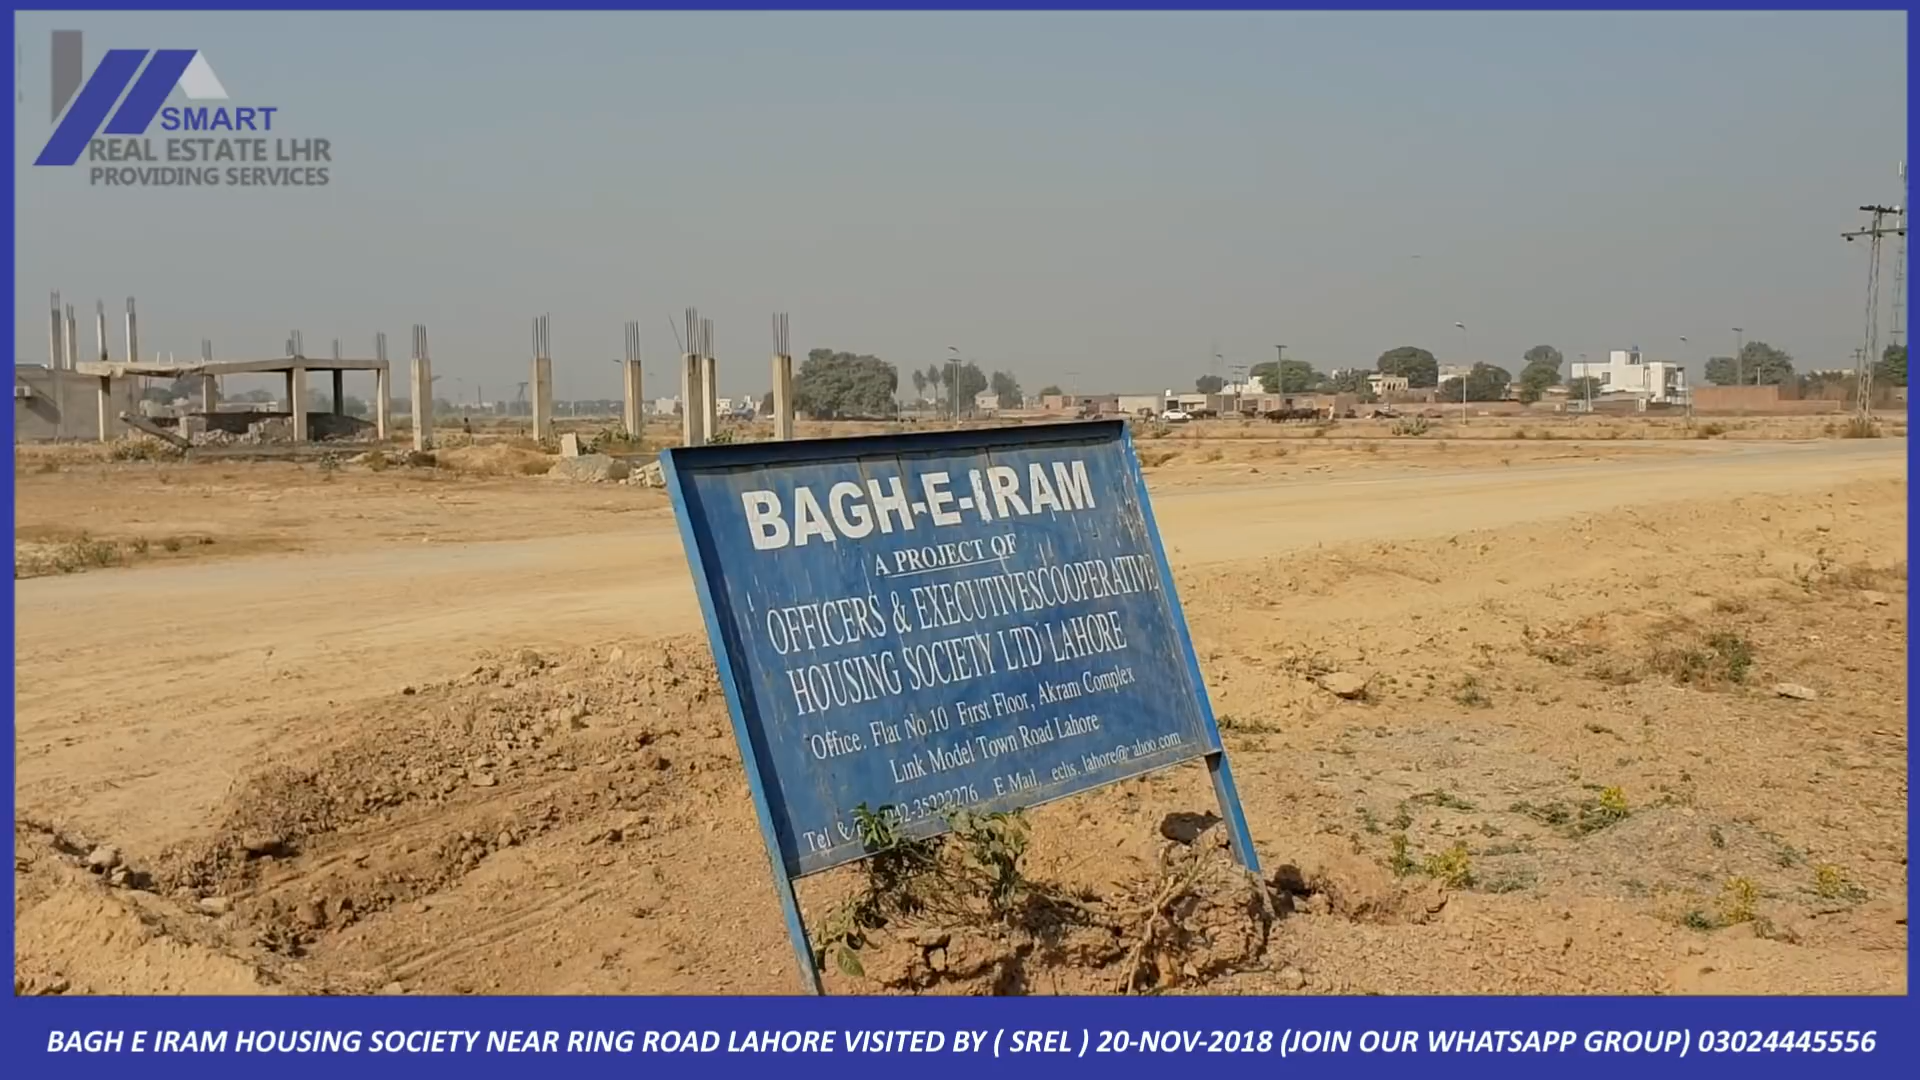 SMART
REAL ESTATE LHR
PROVIDING SERVICES
BAGH-E-IRAM
A PROJECT OF
OFFICERS & EXECUTIVESCOOPERATIVE
HOUSING SOCIETY LTD LAHORE
Office. Flat No.10 First Floor, Akram Complex
Link Model Town Road Lahore
Tel & E Mail,
BAGH E IRAM HOUSING SOCIETY NEAR RING ROAD LAHORE VISITED BY ( SREL ) 20-NOV-2018 (JOIN OUR WHATSAPP GROUP) 03024445556